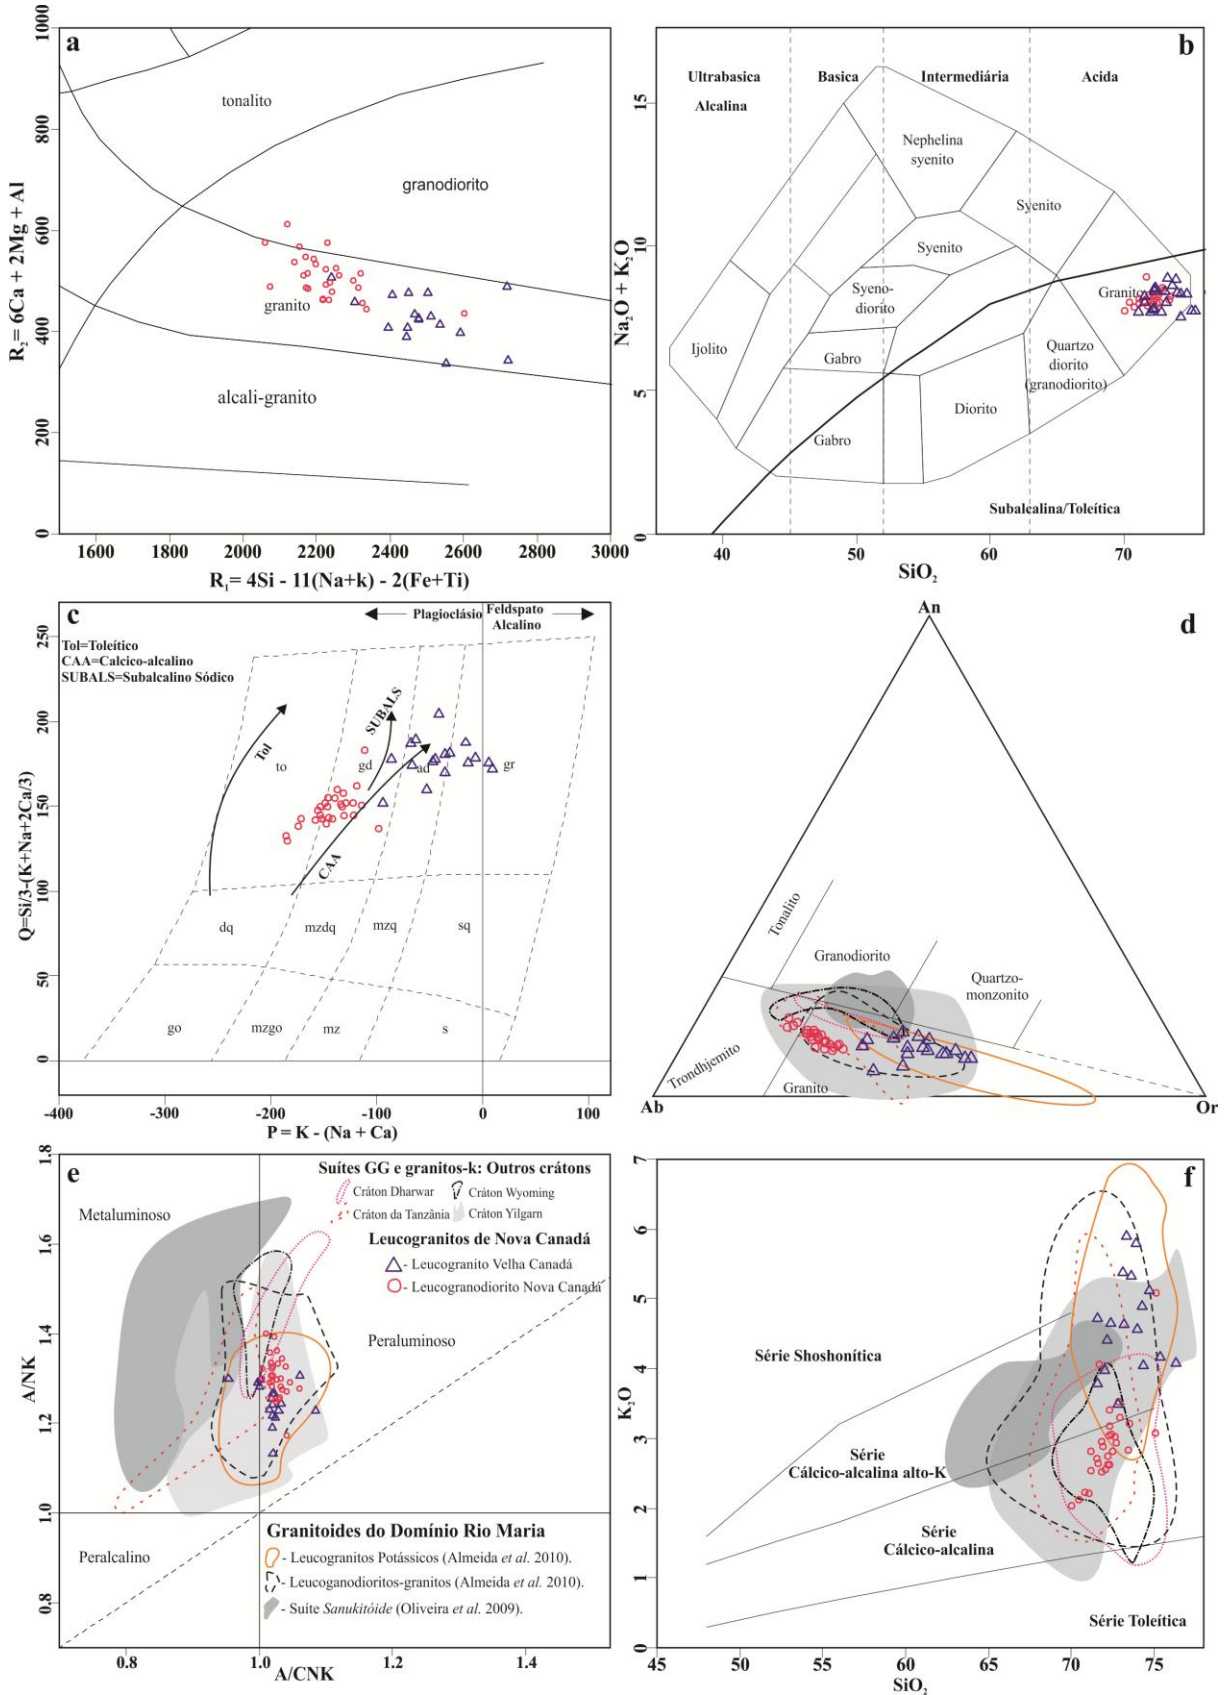 a
1000
800
600
400
200
0
tonalito
granodiorito
granito
alcali-granito
R₂= 6Ca + 2Mg + Al
1600
2000
2200
2400
2600
2800
3000
R₁= 4Si - 11(Na+k) - 2(Fe+Ti)
b
Ultrabasica
Basica
Intermediária
Acida
Alcalina
15
10
5
0
Nephelina
syenito
Syenito
Syenito
Syeno-
diorito
Granito
Ijolito
Gabro
Quartzo
diorito
(granodiorito)
Diorito
Gabro
Subalcalina/Toleítica
Na₂O + K₂O
40
50
60
70
SiO₂
c
Plagioclásio
Feldspato
Alcalino
Tol=Toleítico
CAA=Calcico-alcalino
SUBALS=Subalcalino Sódico
250
200
150
100
50
0
Tol
SUBALS
CAA
to
gd
ad
gr
dq
mzdq
mzq
sq
go
mzgo
mz
s
Q=Si/3-(K+Na+2Ca/3)
-400
-300
-200
-100
0
100
P = K - (Na + Ca)
d
An
Tonalito
Granodiorito
Quartzo-
monzonito
Trondhjemito
Granito
Ab
Or
e
1.8
1.6
1.4
1.2
1.0
0.8
A/NK
Metaluminoso
Suítes GG e granitos-k: Outros crátons
Cráton Dharwar
Cráton Wyoming
Cráton da Tanzânia
Cráton Yilgarn
Leucogranitos de Nova Canadá
- Leucogranito Velha Canadá
- Leucogranodiorito Nova Canadá
Peraluminoso
Peralcalino
Granitoides do Domínio Rio Maria
- Leucogranitos Potássicos (Almeida et al. 2010).
- Leucoganodioritos-granitos (Almeida et al. 2010).
- Suíte Sanukitóide (Oliveira et al. 2009).
0.8
1.0
1.2
1.4
A/CNK
f
7
6
5
4
3
2
1
0
K₂O
Série Shoshonítica
Série
Cálcico-alcalina alto-K
Série
Cálcico-alcalina
Série Toleítica
45
50
55
60
65
70
75
SiO₂